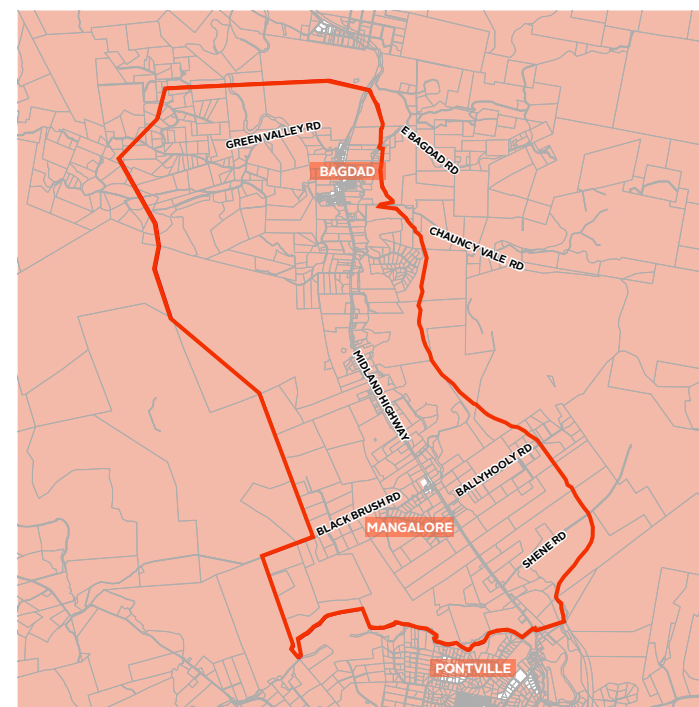 GREEN VALLEY RD
E BAGDAD RD
BAGDAD
CHAUNCY VALE RD
MIDLAND HIGHWAY
BALLYHOOLY RD
BLACK BRUSH RD
MANGALORE
SHENE RD
PONTVILLE